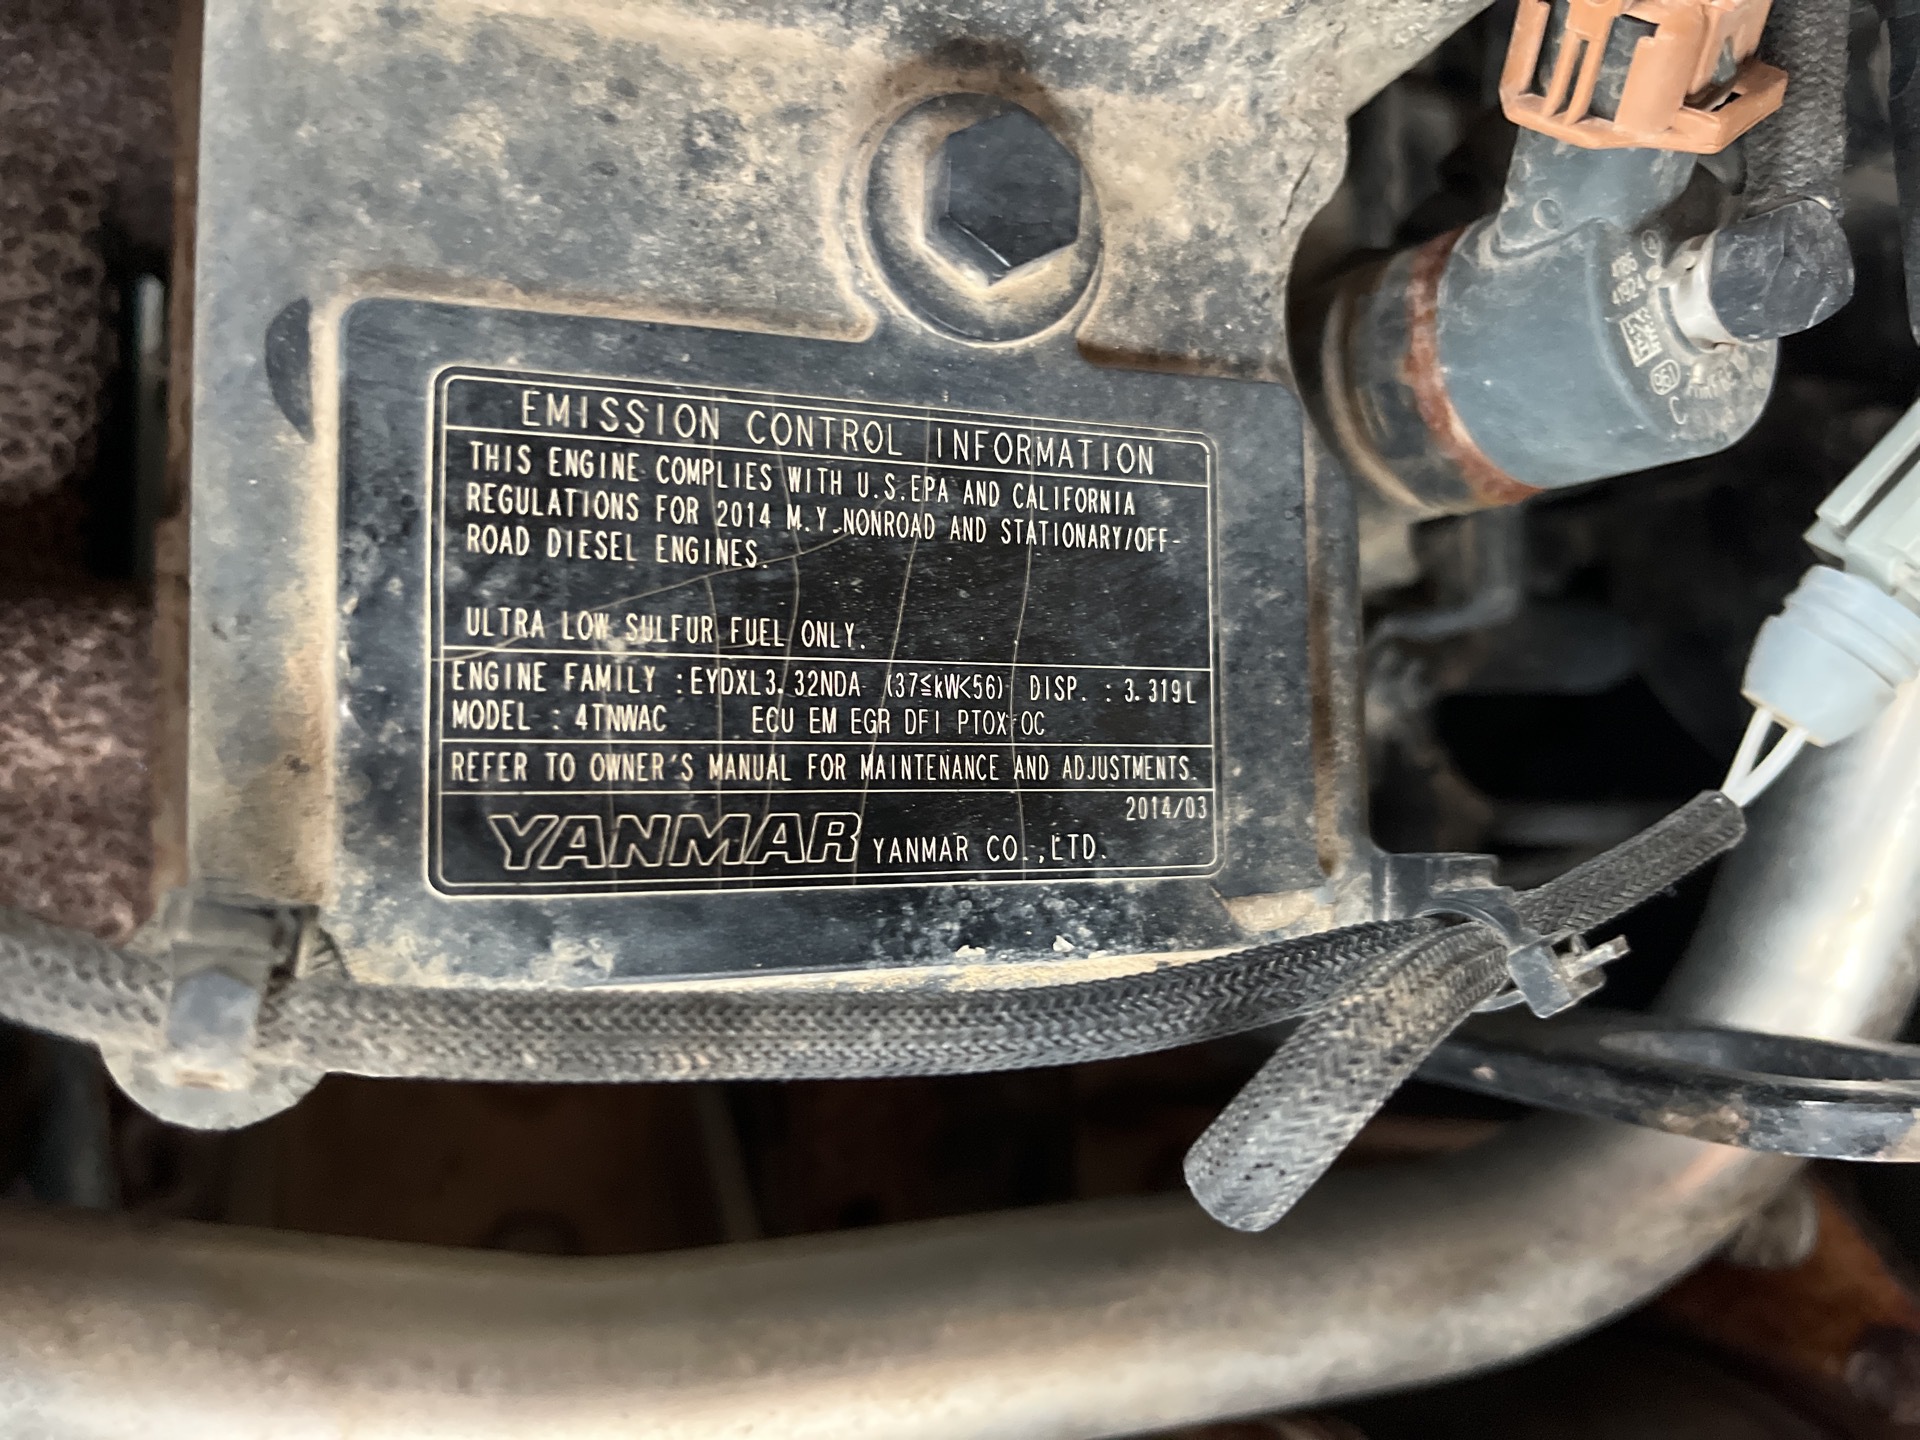 EMISSION CONTROL INFORMATION
THIS ENGINE COMPLIES WITH U.S.EPA AND CALIFORNIA
REGULATIONS FOR 2014 M.Y. NONROAD AND STATIONARY/OFF-
ROAD DIESEL ENGINES.
ULTRA LOW SULFUR FUEL ONLY.
ENGINE FAMILY :EYDXL3.32NDA (37≦kW<56) DISP. : 3.319L
MODEL : 4TNWAC ECU EM EGR DFI PTOX OC
REFER TO OWNER'S MANUAL FOR MAINTENANCE AND ADJUSTMENTS.
2014/03
YANMAR YANMAR CO.,LTD.
41924
961
C